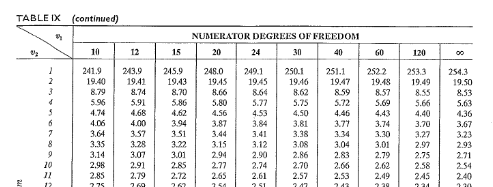 TABLE IX (continued)
υ₁ NUMERATOR DEGREES OF FREEDOM
υ₂ 10 12 15 20 24 30 40 60 120 ∞
1 241.9 243.9 245.9 248.0 249.1 250.1 251.1 252.2 253.3 254.3
2 19.40 19.41 19.43 19.45 19.45 19.46 19.47 19.48 19.49 19.50
3 8.79 8.74 8.70 8.66 8.64 8.62 8.59 8.57 8.55 8.53
4 5.96 5.91 5.86 5.80 5.77 5.75 5.72 5.69 5.66 5.63
5 4.74 4.68 4.62 4.56 4.53 4.50 4.46 4.43 4.40 4.36
6 4.06 4.00 3.94 3.87 3.84 3.81 3.77 3.74 3.70 3.67
7 3.64 3.57 3.51 3.44 3.41 3.38 3.34 3.30 3.27 3.23
8 3.35 3.28 3.22 3.15 3.12 3.08 3.04 3.01 2.97 2.93
9 3.14 3.07 3.01 2.94 2.90 2.86 2.83 2.79 2.75 2.71
10 2.98 2.91 2.85 2.77 2.74 2.70 2.66 2.62 2.58 2.54
11 2.85 2.79 2.72 2.65 2.61 2.57 2.53 2.49 2.45 2.40
12 2.75 2.69 2.62 2.54 2.51 2.47 2.43 2.38 2.34 2.30
m